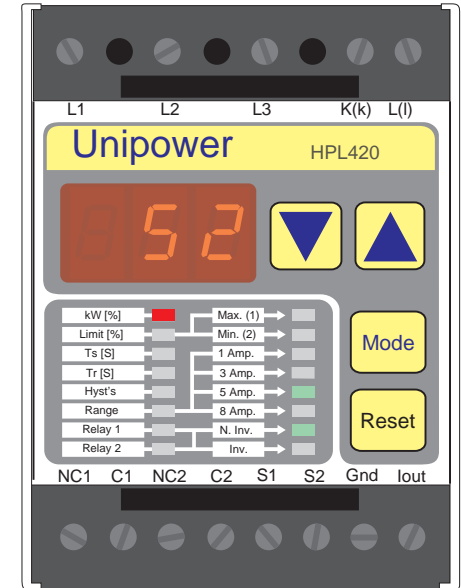 L1 L2 L3 K(k) L(l)
Unipower HPL420
52
kW [%] Max. (1)
Limit [%] Min. (2)
Ts [S] 1 Amp.
Tr [S] 3 Amp.
Hyst's 5 Amp.
Range 8 Amp.
Relay 1 N. Inv.
Relay 2 Inv.
Mode
Reset
NC1 C1 NC2 C2 S1 S2 Gnd Iout